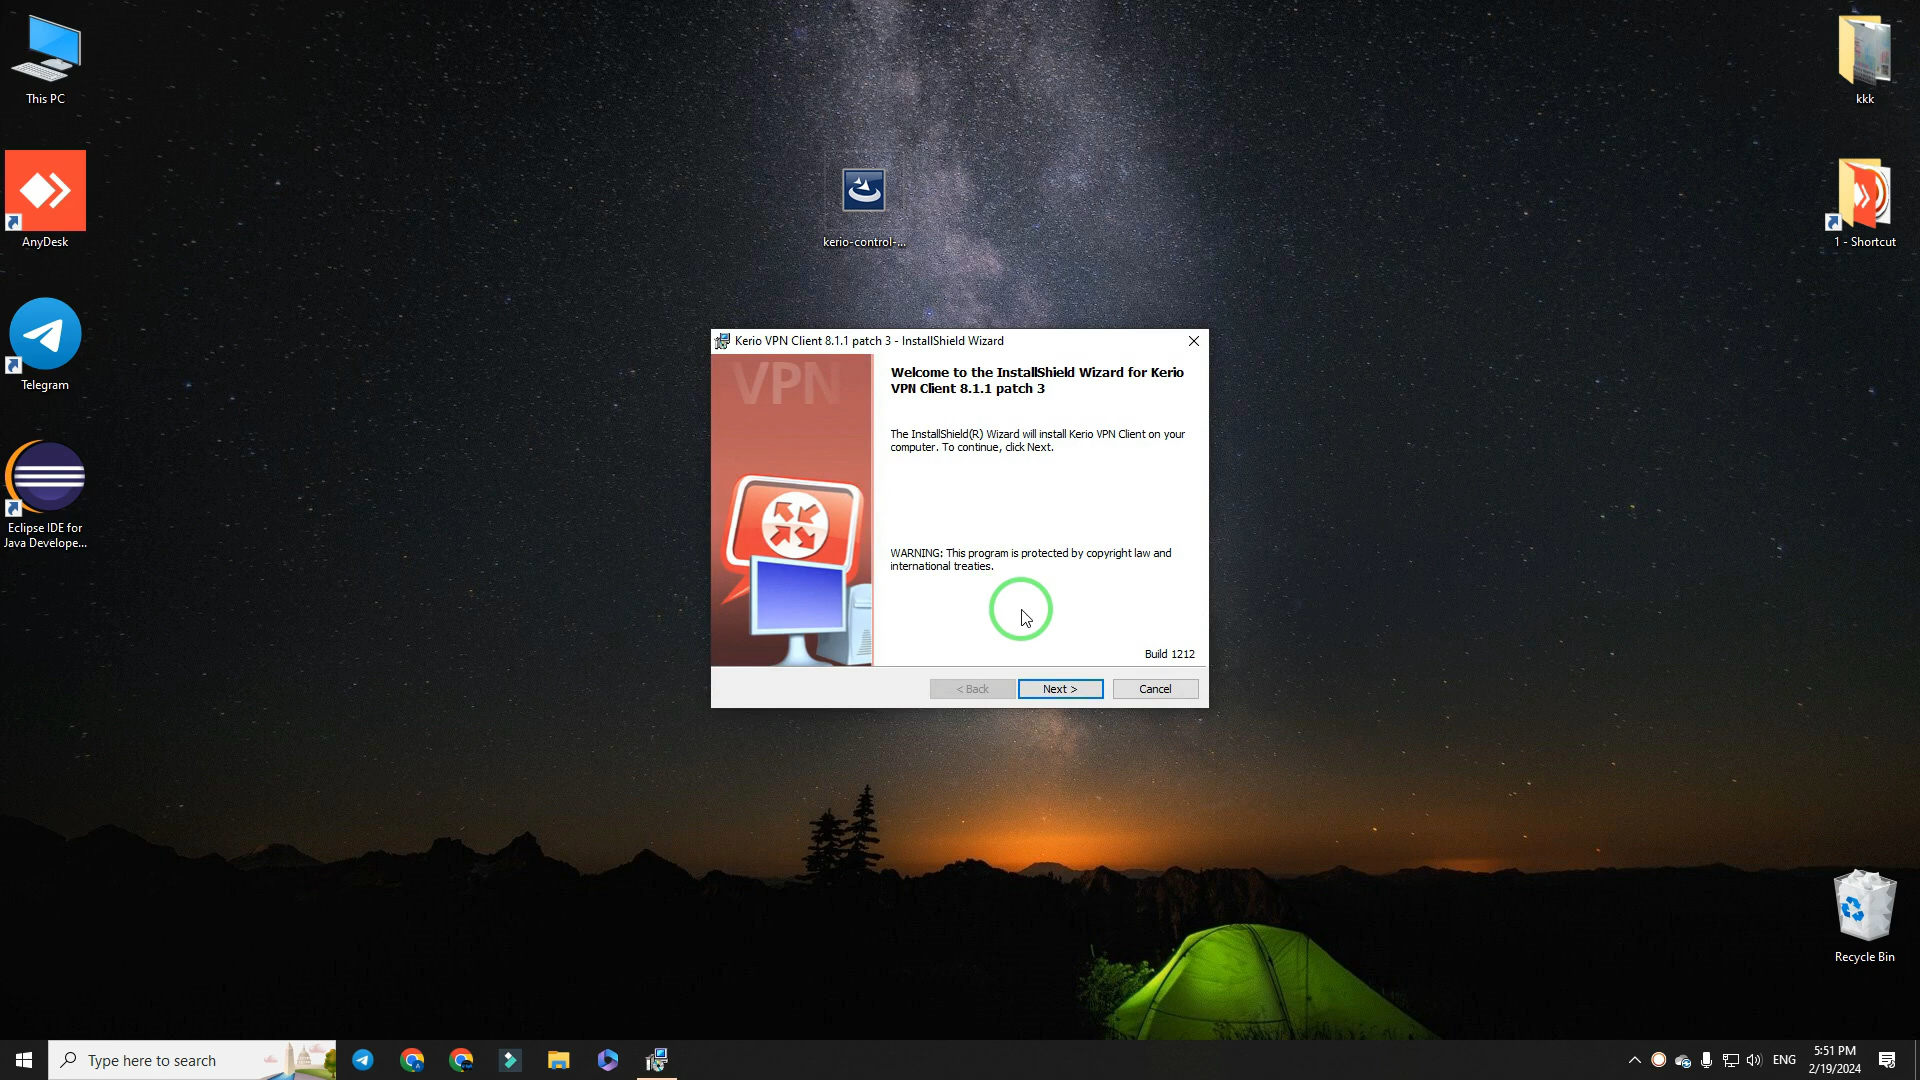 This PC
AnyDesk
Telegram
Eclipse IDE for
Java Develope...
kerio-control-...
kkk
1 - Shortcut
Recycle Bin
Kerio VPN Client 8.1.1 patch 3 - InstallShield Wizard
VPN
Welcome to the InstallShield Wizard for Kerio
VPN Client 8.1.1 patch 3
The InstallShield(R) Wizard will install Kerio VPN Client on your
computer. To continue, click Next.
WARNING: This program is protected by copyright law and
international treaties.
Build 1212
< Back
Next >
Cancel
Type here to search
ENG
5:51 PM
2/19/2024